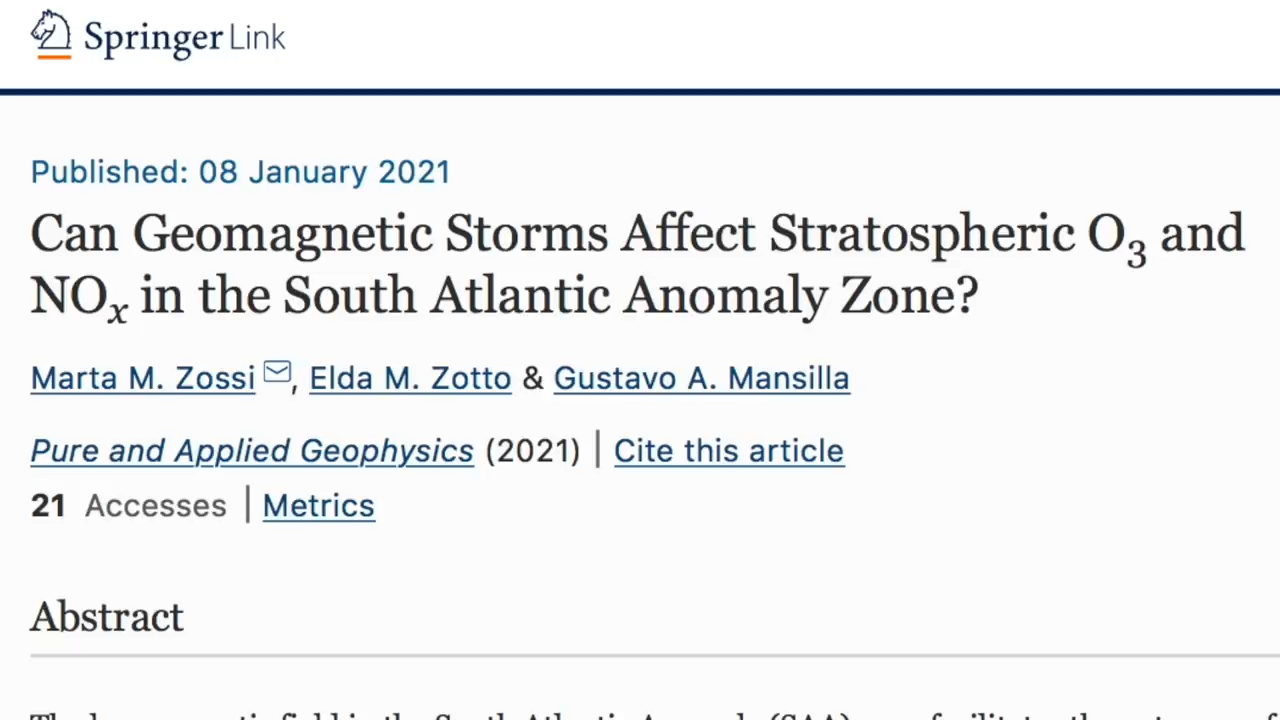 Springer Link
Published: 08 January 2021
Can Geomagnetic Storms Affect Stratospheric O₃ and
NOₓ in the South Atlantic Anomaly Zone?
Marta M. Zossi, Elda M. Zotto & Gustavo A. Mansilla
Pure and Applied Geophysics (2021) | Cite this article
21 Accesses | Metrics
Abstract